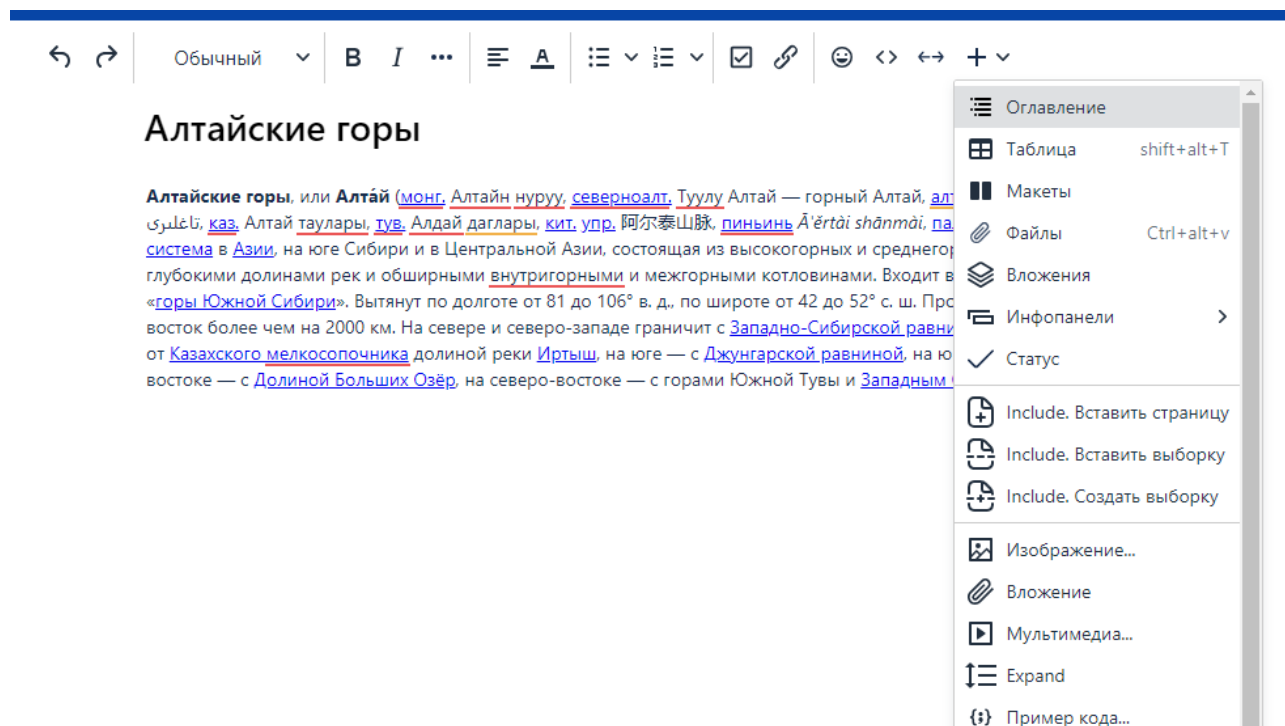 Обычный
B I ••• A
Оглавление
Таблица shift+alt+T
Макеты
Файлы Ctrl+alt+v
Вложения
Инфопанели
Статус
Include. Вставить страницу
Include. Вставить выборку
Include. Создать выборку
Изображение...
Вложение
Мультимедиа...
Expand
Пример кода...
Алтайские горы
Алтайские горы, или Алта́й (монг. Алтайн нуруу, северноалт. Туулу Алтай — горный Алтай, алт
تاغلىرى, каз. Алтай таулары, тув. Алдай даглары, кит. упр. 阿尔泰山脉, пиньинь Ā'ěrtài shānmài, па
система в Азии, на юге Сибири и в Центральной Азии, состоящая из высокогорных и среднегор
глубокими долинами рек и обширными внутригорными и межгорными котловинами. Входит в
«горы Южной Сибири». Вытянут по долготе от 81 до 106° в. д., по широте от 42 до 52° с. ш. Про
восток более чем на 2000 км. На севере и северо-западе граничит с Западно-Сибирской равни
от Казахского мелкосопочника долиной реки Иртыш, на юге — с Джунгарской равниной, на ю
востоке — с Долиной Больших Озёр, на северо-востоке — с горами Южной Тувы и Западным